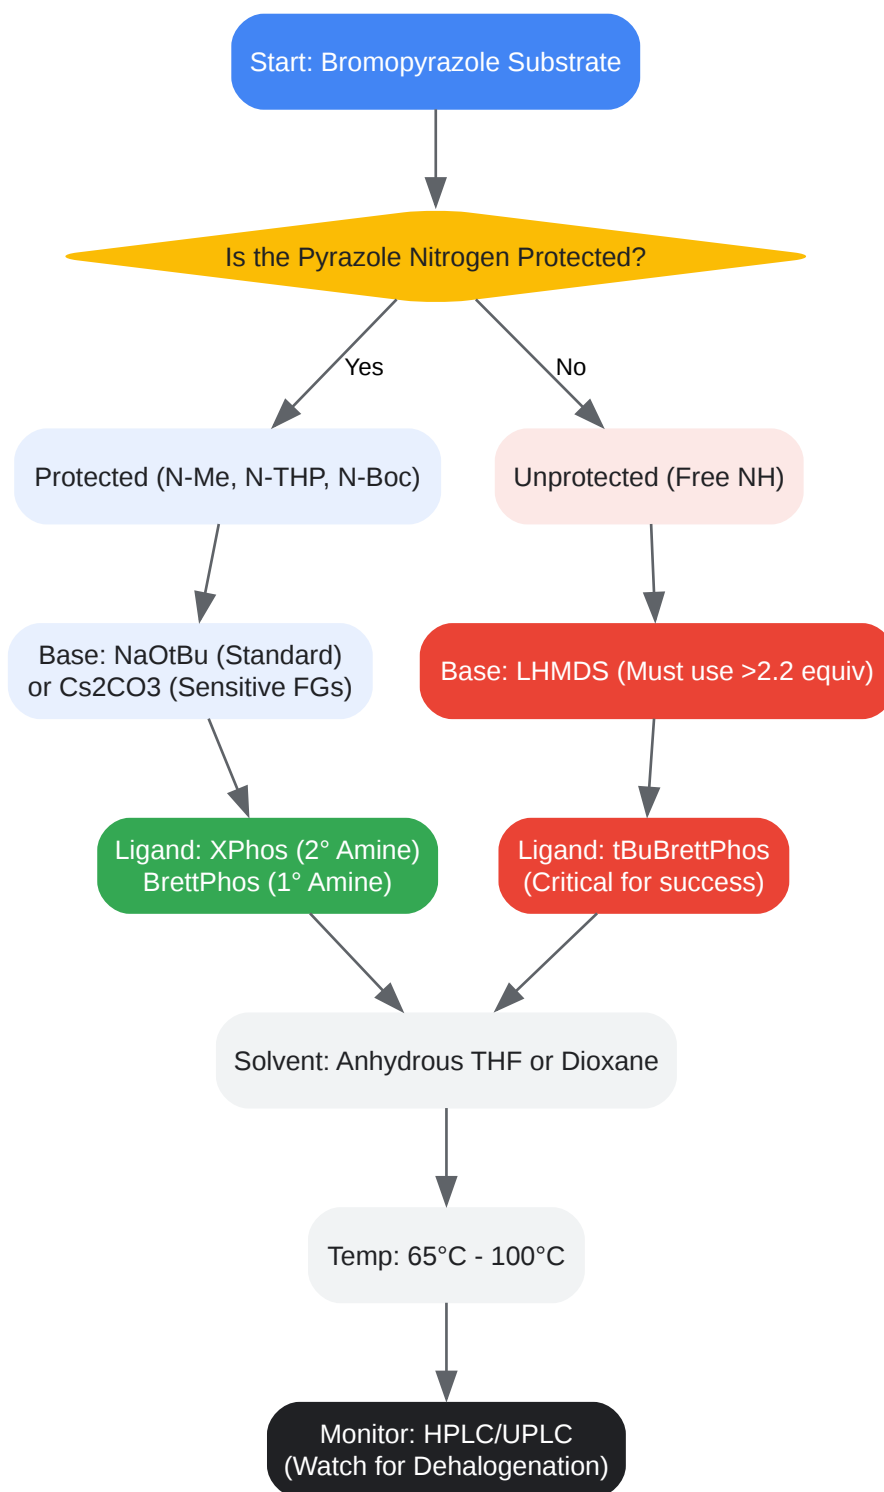 Start: Bromopyrazole Substrate
Is the Pyrazole Nitrogen Protected?
Yes
No
Protected (N-Me, N-THP, N-Boc)
Unprotected (Free NH)
Base: NaOtBu (Standard)
or Cs2CO3 (Sensitive FGs)
Base: LHMDS (Must use >2.2 equiv)
Ligand: XPhos (2° Amine)
BrettPhos (1° Amine)
Ligand: tBuBrettPhos
(Critical for success)
Solvent: Anhydrous THF or Dioxane
Temp: 65°C - 100°C
Monitor: HPLC/UPLC
(Watch for Dehalogenation)